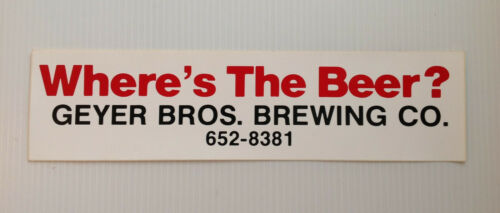 Where's The Beer?
GEYER BROS. BREWING CO.
652-8381